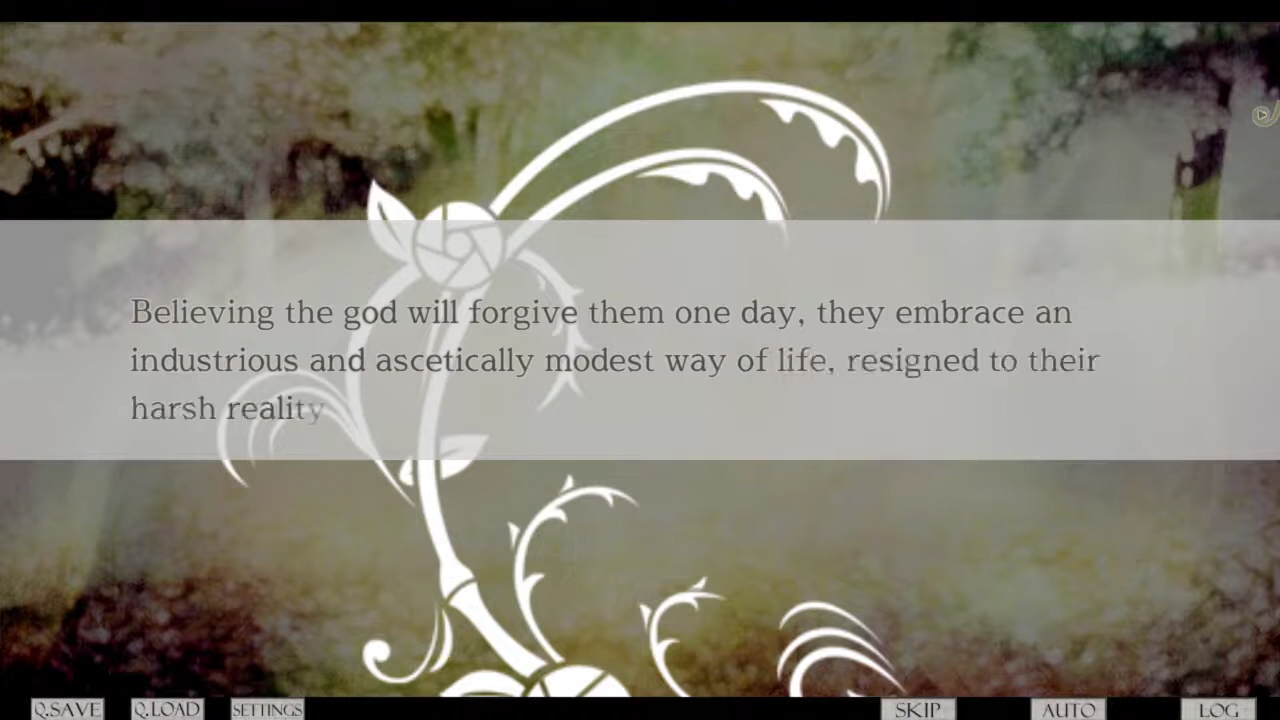 Believing the god will forgive them one day, they embrace an
industrious and ascetically modest way of life, resigned to their
harsh reality
Q.SAVE Q.LOAD SETTINGS SKIP AUTO LOG